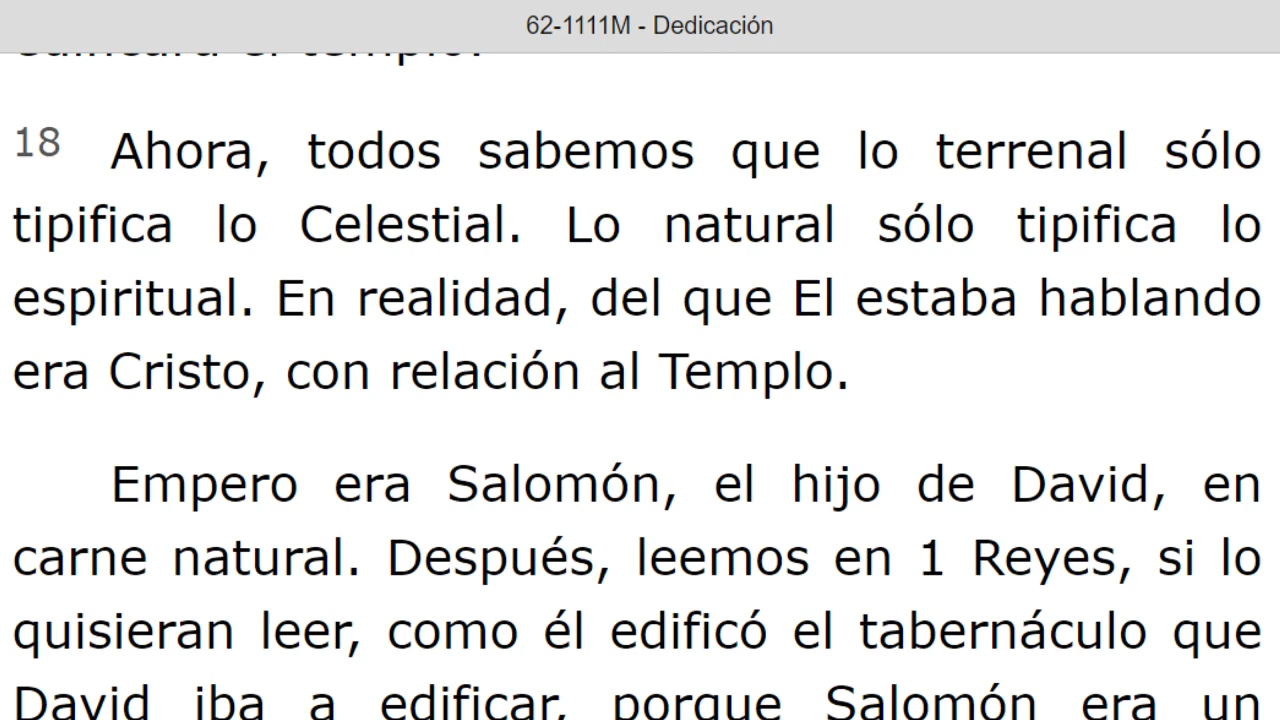 62-1111M - Dedicación
18 Ahora, todos sabemos que lo terrenal sólo
tipifica lo Celestial. Lo natural sólo tipifica lo
espiritual. En realidad, del que El estaba hablando
era Cristo, con relación al Templo.
Empero era Salomón, el hijo de David, en
carne natural. Después, leemos en 1 Reyes, si lo
quisieran leer, como él edificó el tabernáculo que
David iba a edificar, porque Salomón era un